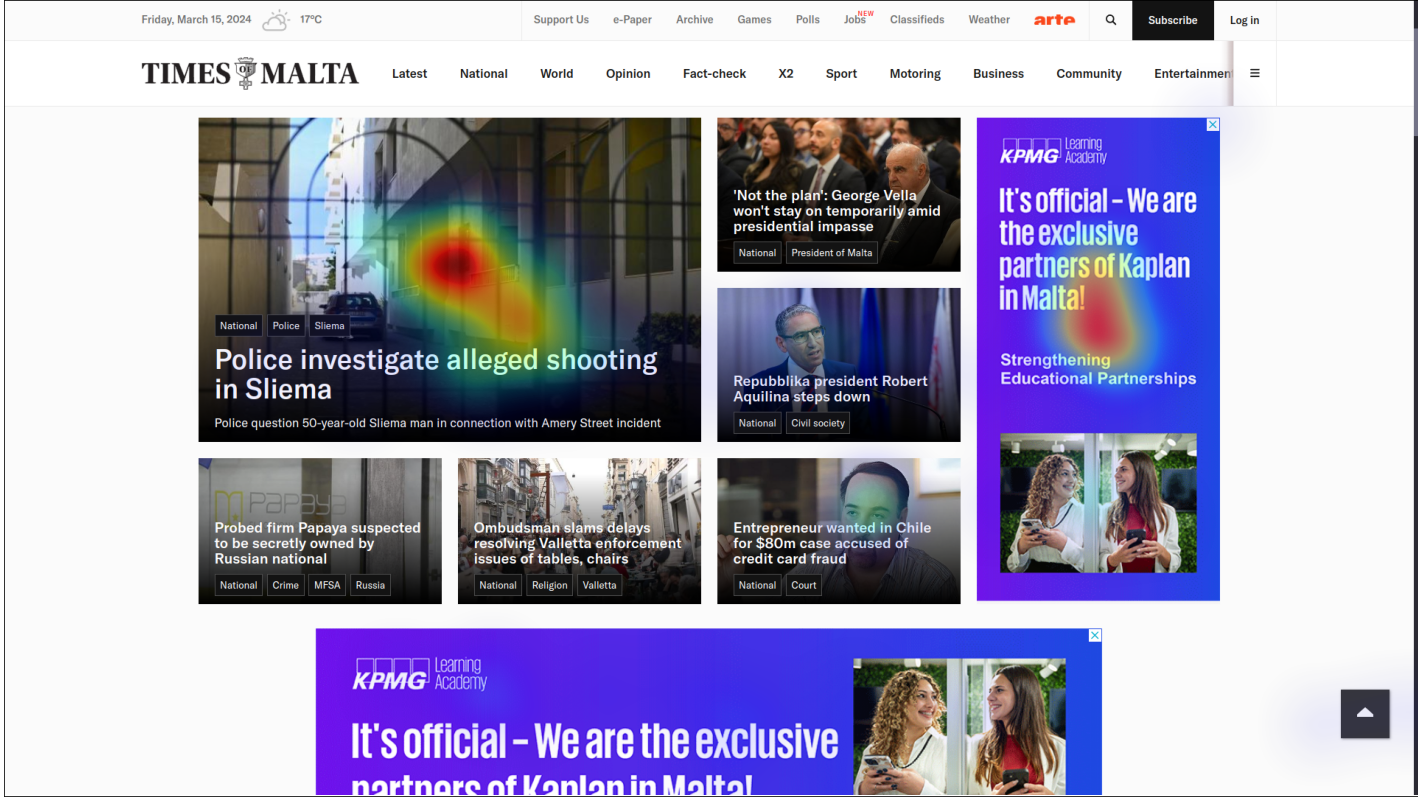 Friday, March 15, 2024 17°C Support Us e-Paper Archive Games Polls Jobs NEW Classifieds Weather arte Subscribe Log in
TIMES OF MALTA Latest National World Opinion Fact-check X2 Sport Motoring Business Community Entertainmen
National Police Sliema
Police investigate alleged shooting
in Sliema
Police question 50-year-old Sliema man in connection with Amery Street incident
'Not the plan': George Vella
won't stay on temporarily amid
presidential impasse
National President of Malta
Repubblika president Robert
Aquilina steps down
National Civil society
KPMG Learning
Academy
It's official – We are
the exclusive
partners of Kaplan
in Malta!
Strengthening
Educational Partnerships
PAPAYA
Probed firm Papaya suspected
to be secretly owned by
Russian national
National Crime MFSA Russia
Ombudsman slams delays
resolving Valletta enforcement
issues of tables, chairs
National Religion Valletta
Entrepreneur wanted in Chile
for $80m case accused of
credit card fraud
National Court
KPMG Learning
Academy
It's official – We are the exclusive
partners of Kaplan in Malta!